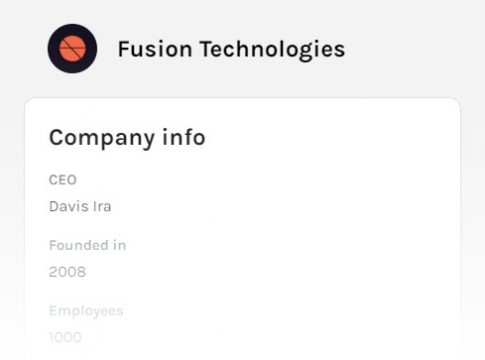 Fusion Technologies
Company info
CEO
Davis Ira
Founded in
2008
Employees
1000